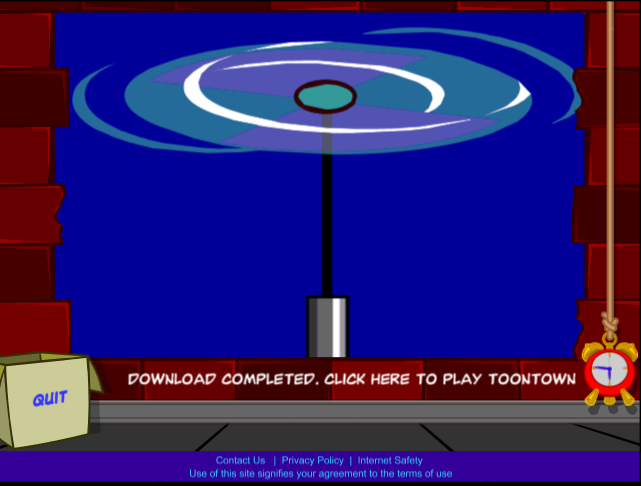 DOWNLOAD COMPLETED. CLICK HERE TO PLAY TOONTOWN
QUIT
Contact Us | Privacy Policy | Internet Safety
Use of this site signifies your agreement to the terms of use